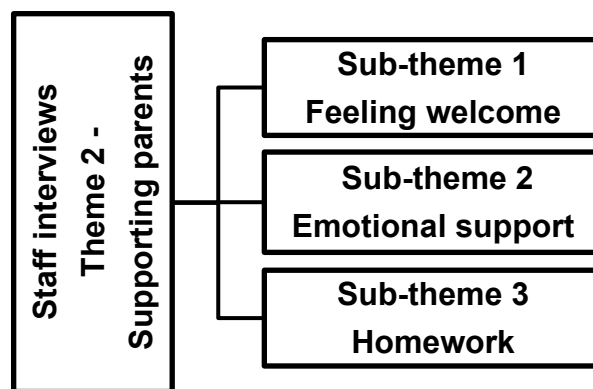 Staff interviews
Theme 2 -
Supporting parents
Sub-theme 1
Feeling welcome
Sub-theme 2
Emotional support
Sub-theme 3
Homework